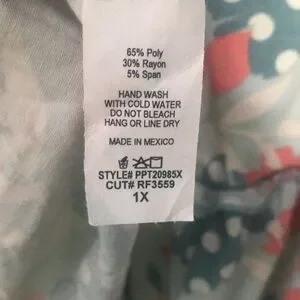 65% Poly
30% Rayon
5% Span
HAND WASH
WITH COLD WATER
DO NOT BLEACH
HANG OR LINE DRY
MADE IN MEXICO
STYLE# PPT20985X
CUT# RF3559
1X